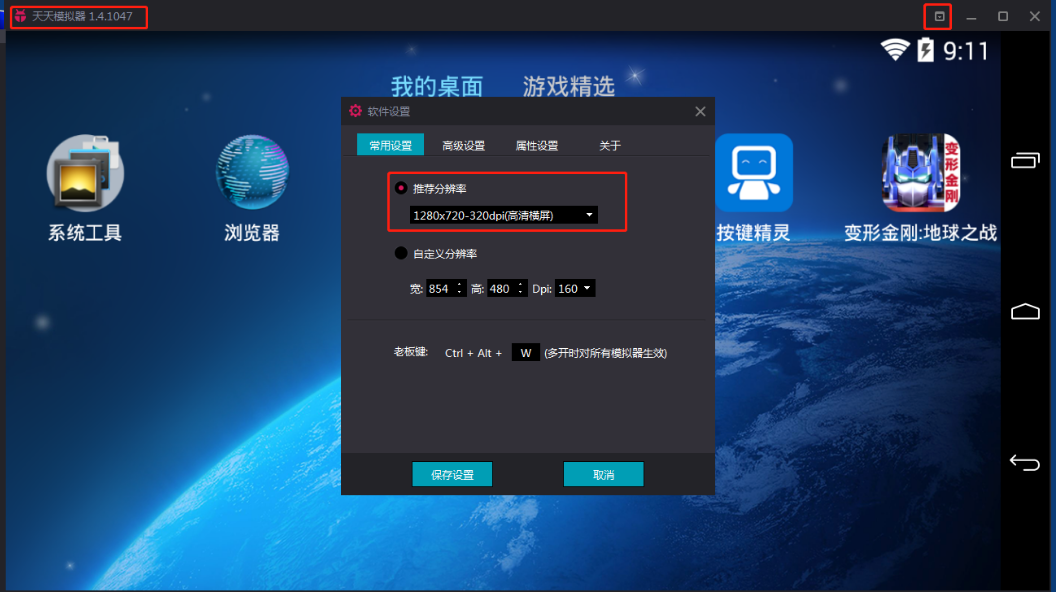 天天模拟器 1.4.1047
9:11
我的桌面 游戏精选
软件设置
常用设置 高级设置 属性设置 关于
推荐分辨率
1280x720-320dpi(高清横屏)
自定义分辨率
宽: 854 高: 480 Dpi: 160
老板键: Ctrl + Alt + W (多开时对所有模拟器生效)
保存设置 取消
变形金刚
系统工具 浏览器 按键精灵 变形金刚:地球之战